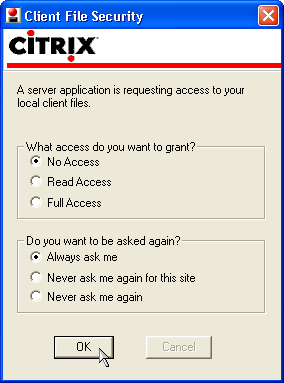 Client File Security
CITRIX
A server application is requesting access to your
local client files.
What access do you want to grant?
No Access
Read Access
Full Access
Do you want to be asked again?
Always ask me
Never ask me again for this site
Never ask me again
OK
Cancel